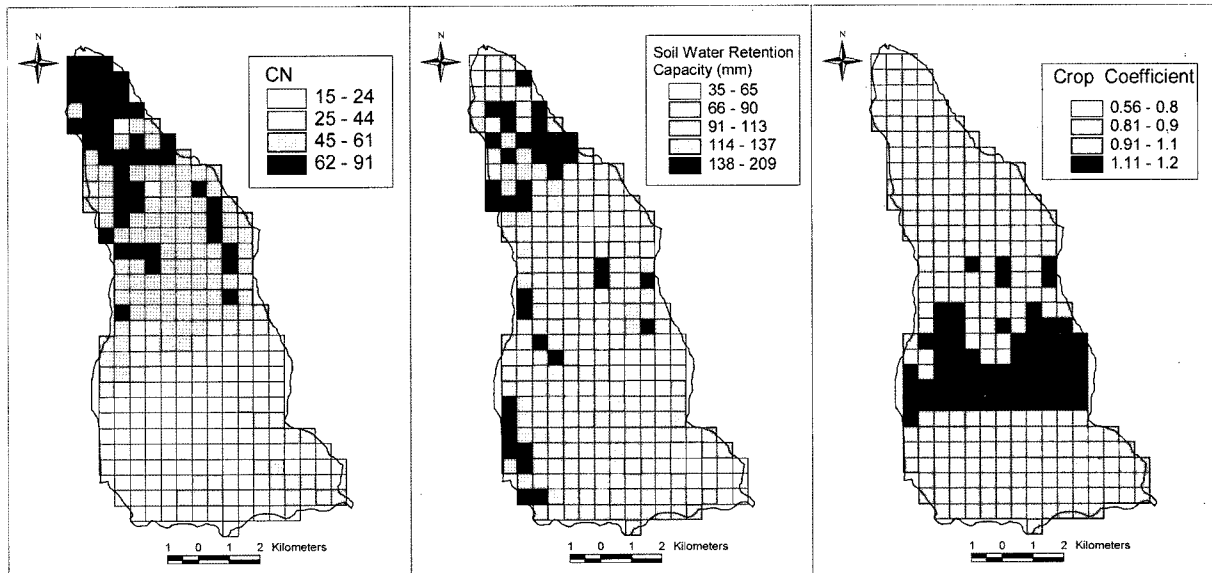 N
CN
15 - 24
25 - 44
45 - 61
62 - 91
1 0 1 2 Kilometers
N
Soil Water Retention
Capacity (mm)
35 - 65
66 - 90
91 - 113
114 - 137
138 - 209
1 0 1 2 Kilometers
N
Crop Coefficient
0.56 - 0.8
0.81 - 0.9
0.91 - 1.1
1.11 - 1.2
1 0 1 2 Kilometers